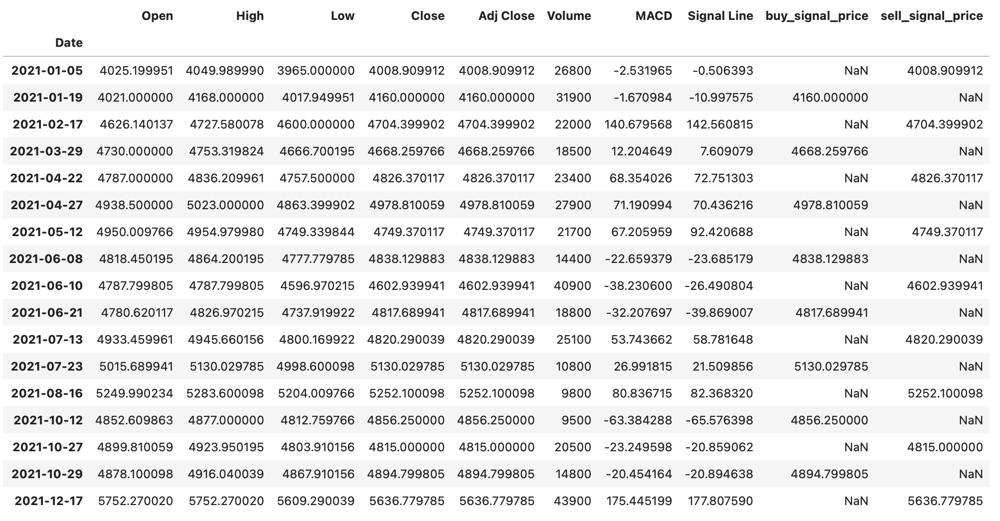 Open High Low Close Adj Close Volume MACD Signal Line buy_signal_price sell_signal_price
Date
2021-01-05 4025.199951 4049.989990 3965.000000 4008.909912 4008.909912 26800 -2.531965 -0.506393 NaN 4008.909912
2021-01-19 4021.000000 4168.000000 4017.949951 4160.000000 4160.000000 31900 -1.670984 -10.997575 4160.000000 NaN
2021-02-17 4626.140137 4727.580078 4600.000000 4704.399902 4704.399902 22000 140.679568 142.560815 NaN 4704.399902
2021-03-29 4730.000000 4753.319824 4666.700195 4668.259766 4668.259766 18500 12.204649 7.609079 4668.259766 NaN
2021-04-22 4787.000000 4836.209961 4757.500000 4826.370117 4826.370117 23400 68.354026 72.751303 NaN 4826.370117
2021-04-27 4938.500000 5023.000000 4863.399902 4978.810059 4978.810059 27900 71.190994 70.436216 4978.810059 NaN
2021-05-12 4950.009766 4954.979980 4749.339844 4749.370117 4749.370117 21700 67.205959 92.420688 NaN 4749.370117
2021-06-08 4818.450195 4864.200195 4777.779785 4838.129883 4838.129883 14400 -22.659379 -23.685179 4838.129883 NaN
2021-06-10 4787.799805 4787.799805 4596.970215 4602.939941 4602.939941 40900 -38.230600 -26.490804 NaN 4602.939941
2021-06-21 4780.620117 4826.970215 4737.919922 4817.689941 4817.689941 18800 -32.207697 -39.869007 4817.689941 NaN
2021-07-13 4933.459961 4945.660156 4800.169922 4820.290039 4820.290039 25100 53.743662 58.781648 NaN 4820.290039
2021-07-23 5015.689941 5130.029785 4998.600098 5130.029785 5130.029785 10800 26.991815 21.509856 5130.029785 NaN
2021-08-16 5249.990234 5283.600098 5204.009766 5252.100098 5252.100098 9800 80.836715 82.368320 NaN 5252.100098
2021-10-12 4852.609863 4877.000000 4812.759766 4856.250000 4856.250000 9500 -63.384288 -65.576398 4856.250000 NaN
2021-10-27 4899.810059 4923.950195 4803.910156 4815.000000 4815.000000 20500 -23.249598 -20.859062 NaN 4815.000000
2021-10-29 4878.100098 4916.040039 4867.910156 4894.799805 4894.799805 14800 -20.454164 -20.894638 4894.799805 NaN
2021-12-17 5752.270020 5752.270020 5609.290039 5636.779785 5636.779785 43900 175.445199 177.807590 NaN 5636.779785